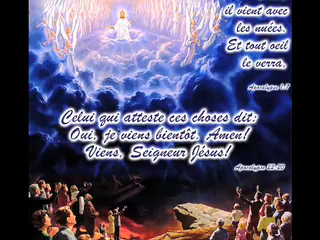 il vient avec
les nuées.
Et tout oeil
le verra,
Apocalypse 1:7
Celui qui atteste ces choses dit:
Oui, je viens bientôt. Amen!
Viens, Seigneur Jésus!
Apocalypse 22:20